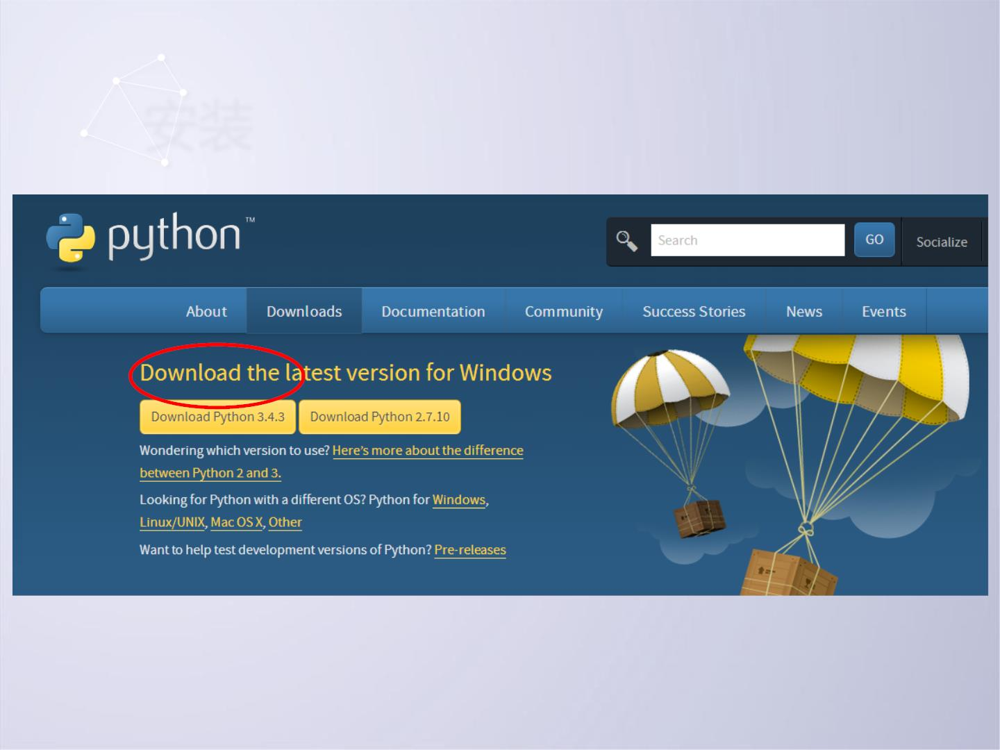 安装
python™
Search
GO
Socialize
About
Downloads
Documentation
Community
Success Stories
News
Events
Download the latest version for Windows
Download Python 3.4.3
Download Python 2.7.10
Wondering which version to use? Here's more about the difference
between Python 2 and 3.
Looking for Python with a different OS? Python for Windows,
Linux/UNIX, Mac OS X, Other
Want to help test development versions of Python? Pre-releases